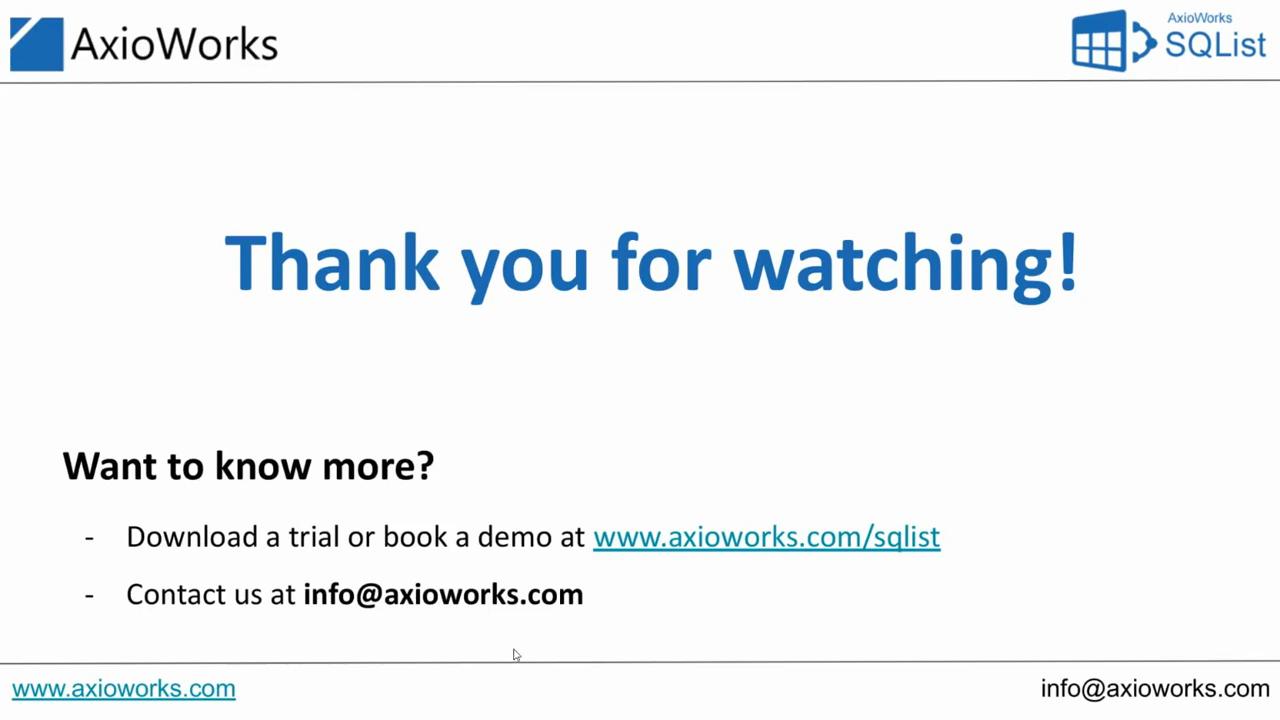 AxioWorks
AxioWorks
SQList
Thank you for watching!
Want to know more?
- Download a trial or book a demo at www.axioworks.com/sqlist
- Contact us at info@axioworks.com
www.axioworks.com
info@axioworks.com